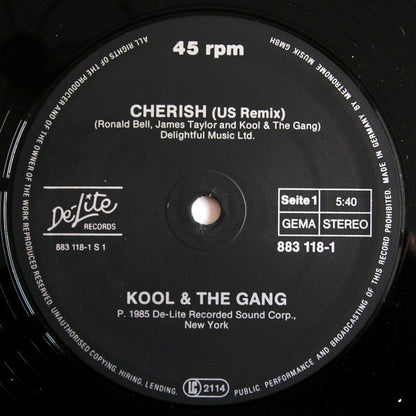 45 rpm
CHERISH (US Remix)
(Ronald Bell, James Taylor and Kool & The Gang)
Delightful Music Ltd.
De-Lite
RECORDS
883 118-1 S 1
Seite 1 5:40
GEMA STEREO
883 118-1
KOOL & THE GANG
P. 1985 De-Lite Recorded Sound Corp.,
New York
ALL RIGHTS OF THE PRODUCER AND OF THE OWNER OF THE WORK REPRODUCED RESERVED UNAUTHORISED COPYING, HIRING, LENDING, LC 2114 PUBLIC PERFORMANCE AND BROADCASTING OF THIS RECORD PROHIBITED. MADE IN GERMANY BY METRONOME MUSIK GMBH